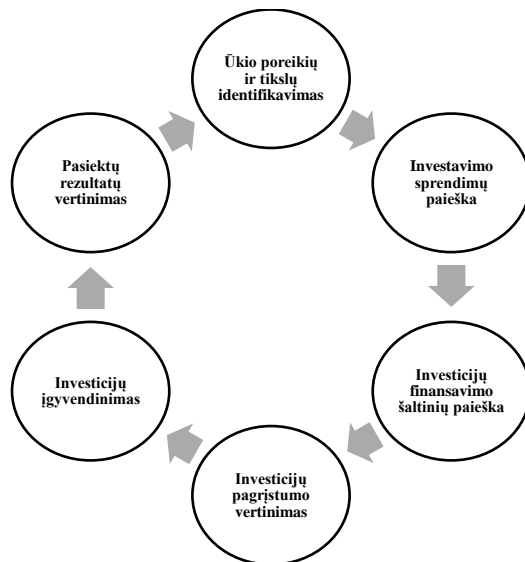 Ūkio poreikių
ir tikslų
identifikavimas
Investavimo
sprendimų
paieška
Investicijų
finansavimo
šaltinių paieška
Investicijų
pagrįstumo
vertinimas
Investicijų
įgyvendinimas
Pasiektų
rezultatų
vertinimas